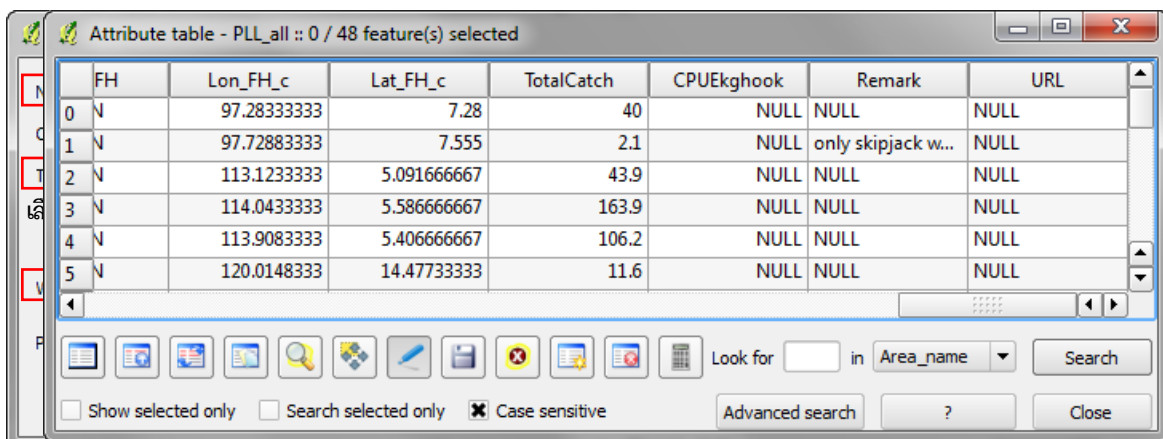 Attribute table - PLL_all :: 0 / 48 feature(s) selected
FH Lon_FH_c Lat_FH_c TotalCatch CPUEkghook Remark URL
0 N 97.28333333 7.28 40 NULL NULL NULL
1 N 97.72883333 7.555 2.1 NULL only skipjack w... NULL
2 N 113.1233333 5.091666667 43.9 NULL NULL NULL
3 N 114.0433333 5.586666667 163.9 NULL NULL NULL
4 N 113.9083333 5.406666667 106.2 NULL NULL NULL
5 N 120.0148333 14.47733333 11.6 NULL NULL NULL
Look for in Area_name Search
Show selected only Search selected only Case sensitive Advanced search ? Close